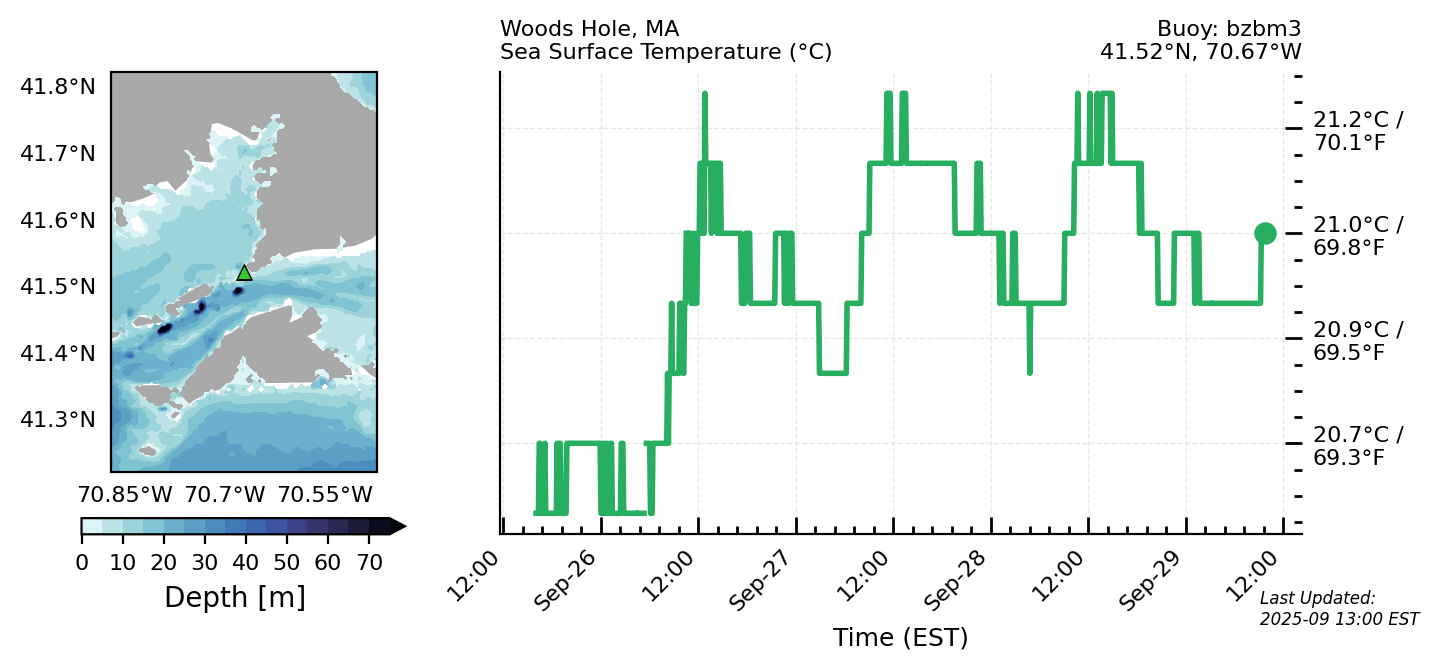 Woods Hole, MA
Sea Surface Temperature (°C)
Buoy: bzbm3
41.52°N, 70.67°W
41.8°N
41.7°N
41.6°N
41.5°N
41.4°N
41.3°N
70.85°W 70.7°W 70.55°W
0 10 20 30 40 50 60 70
Depth [m]
21.2°C /
70.1°F
21.0°C /
69.8°F
20.9°C /
69.5°F
20.7°C /
69.3°F
12:00 Sep-26 12:00 Sep-27 12:00 Sep-28 12:00 Sep-29 12:00
Time (EST)
Last Updated:
2025-09 13:00 EST